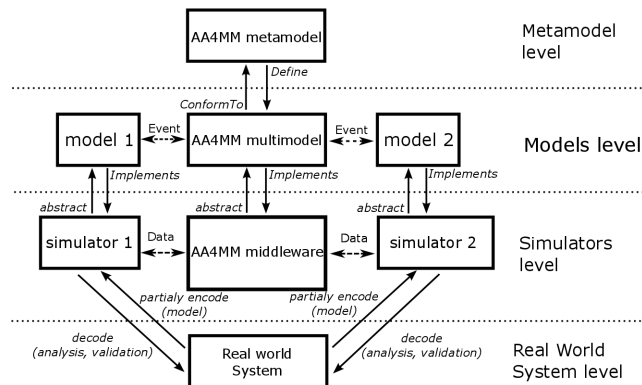 AA4MM metamodel
Metamodel
level
Define
ConformTo
model 1
Event
AA4MM multimodel
Event
model 2
Models level
Implements
Implements
Implements
abstract
abstract
abstract
simulator 1
Data
AA4MM middleware
Data
simulator 2
Simulators
level
partialy encode
(model)
partialy encode
(model)
decode
(analysis, validation)
Real world
System
decode
(analysis, validation)
Real World
System level